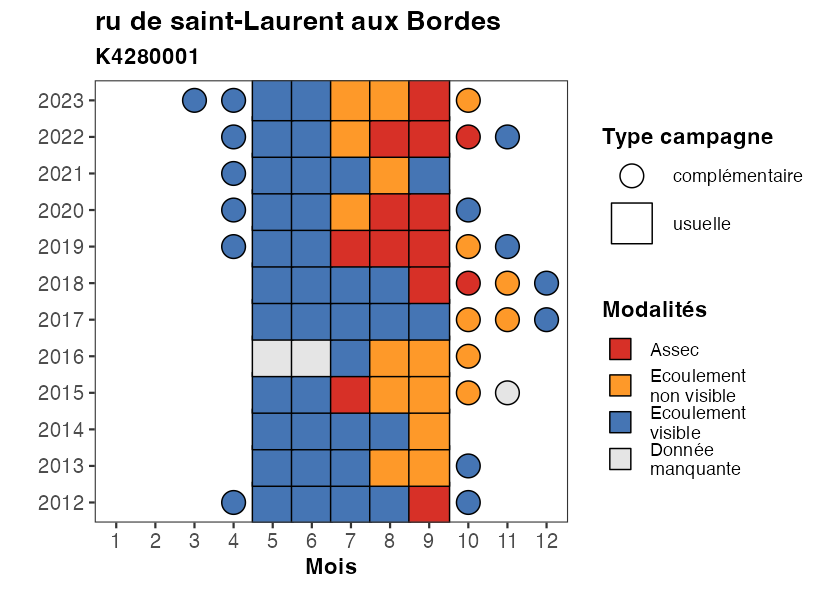 ru de saint-Laurent aux Bordes
K4280001
2023
2022
2021
2020
2019
2018
2017
2016
2015
2014
2013
2012
1 2 3 4 5 6 7 8 9 10 11 12
Mois
Type campagne
complémentaire
usuelle
Modalités
Assec
Ecoulement
non visible
Ecoulement
visible
Donnée
manquante